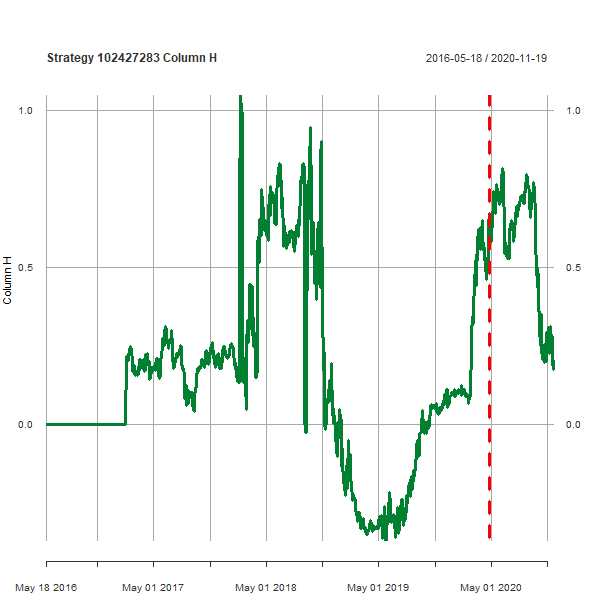 Strategy 102427283 Column H 2016-05-18 / 2020-11-19
1.0 1.0
0.5 0.5
0.0 0.0
Column H
May 18 2016 May 01 2017 May 01 2018 May 01 2019 May 01 2020